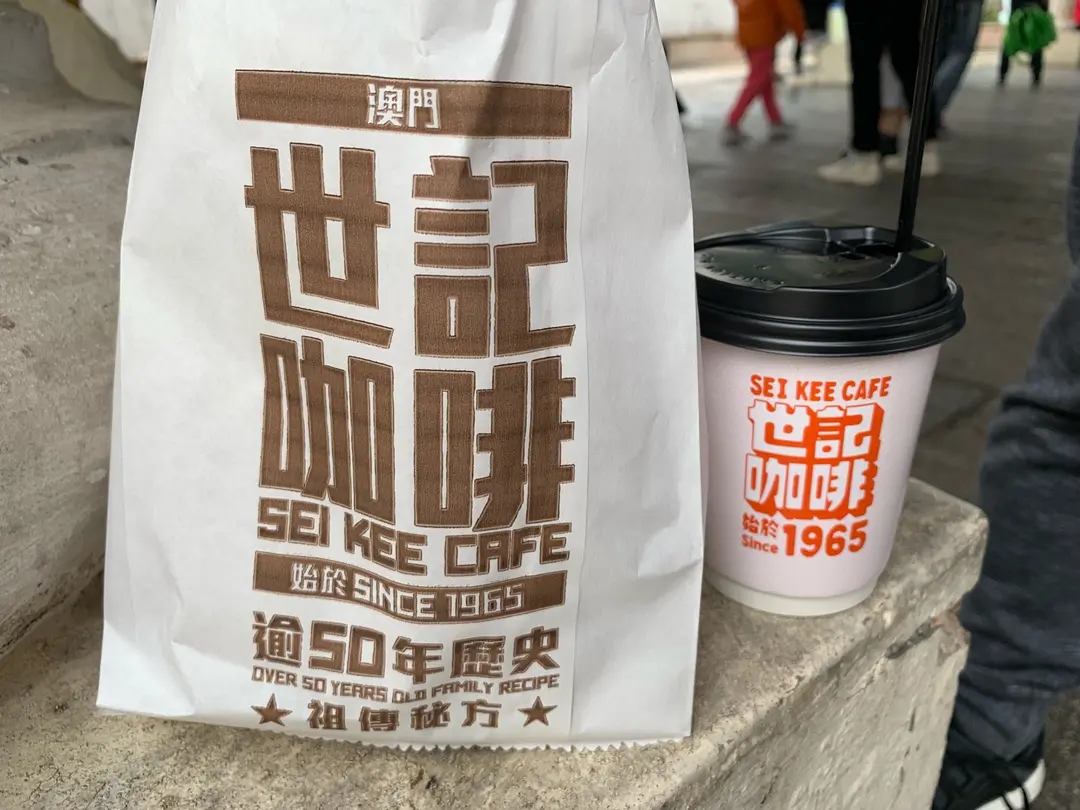 澳門
世記
咖啡
SEI KEE CAFE
始於 SINCE 1965
逾50年歷史
OVER 50 YEARS OLD FAMILY RECIPE
★祖傳秘方★
SEI KEE CAFE
世記
咖啡
始於
Since 1965